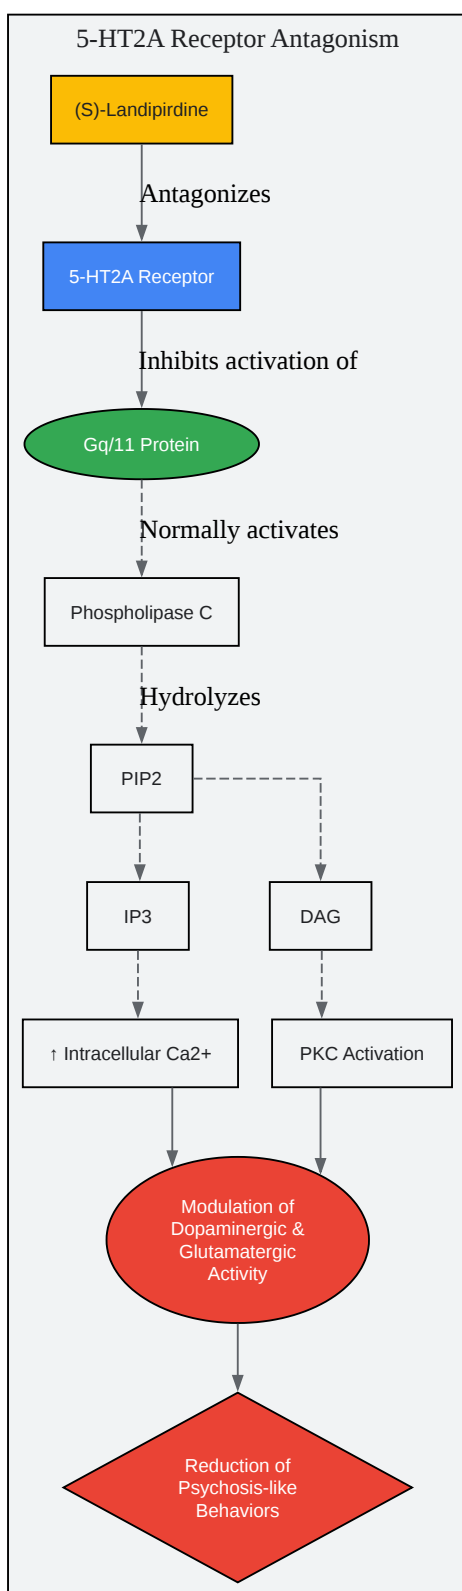 5-HT2A Receptor Antagonism
(S)-Landipirdine
Antagonizes
5-HT2A Receptor
Inhibits activation of
Gq/11 Protein
Normally activates
Phospholipase C
Hydrolyzes
PIP2
IP3
DAG
↑ Intracellular Ca2+
PKC Activation
Modulation of
Dopaminergic &
Glutamatergic
Activity
Reduction of
Psychosis-like
Behaviors